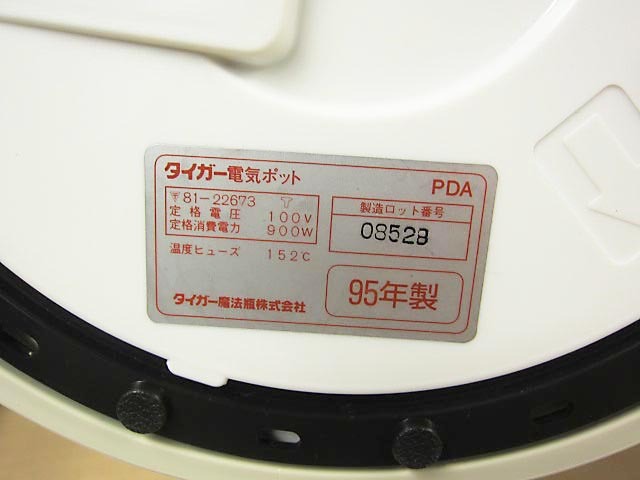 タイガー電気ポット
PDA
81-22673
定格電圧 100V
定格消費電力 900W
製造ロット番号
08528
温度ヒューズ 152C
タイガー魔法瓶株式会社
95年製